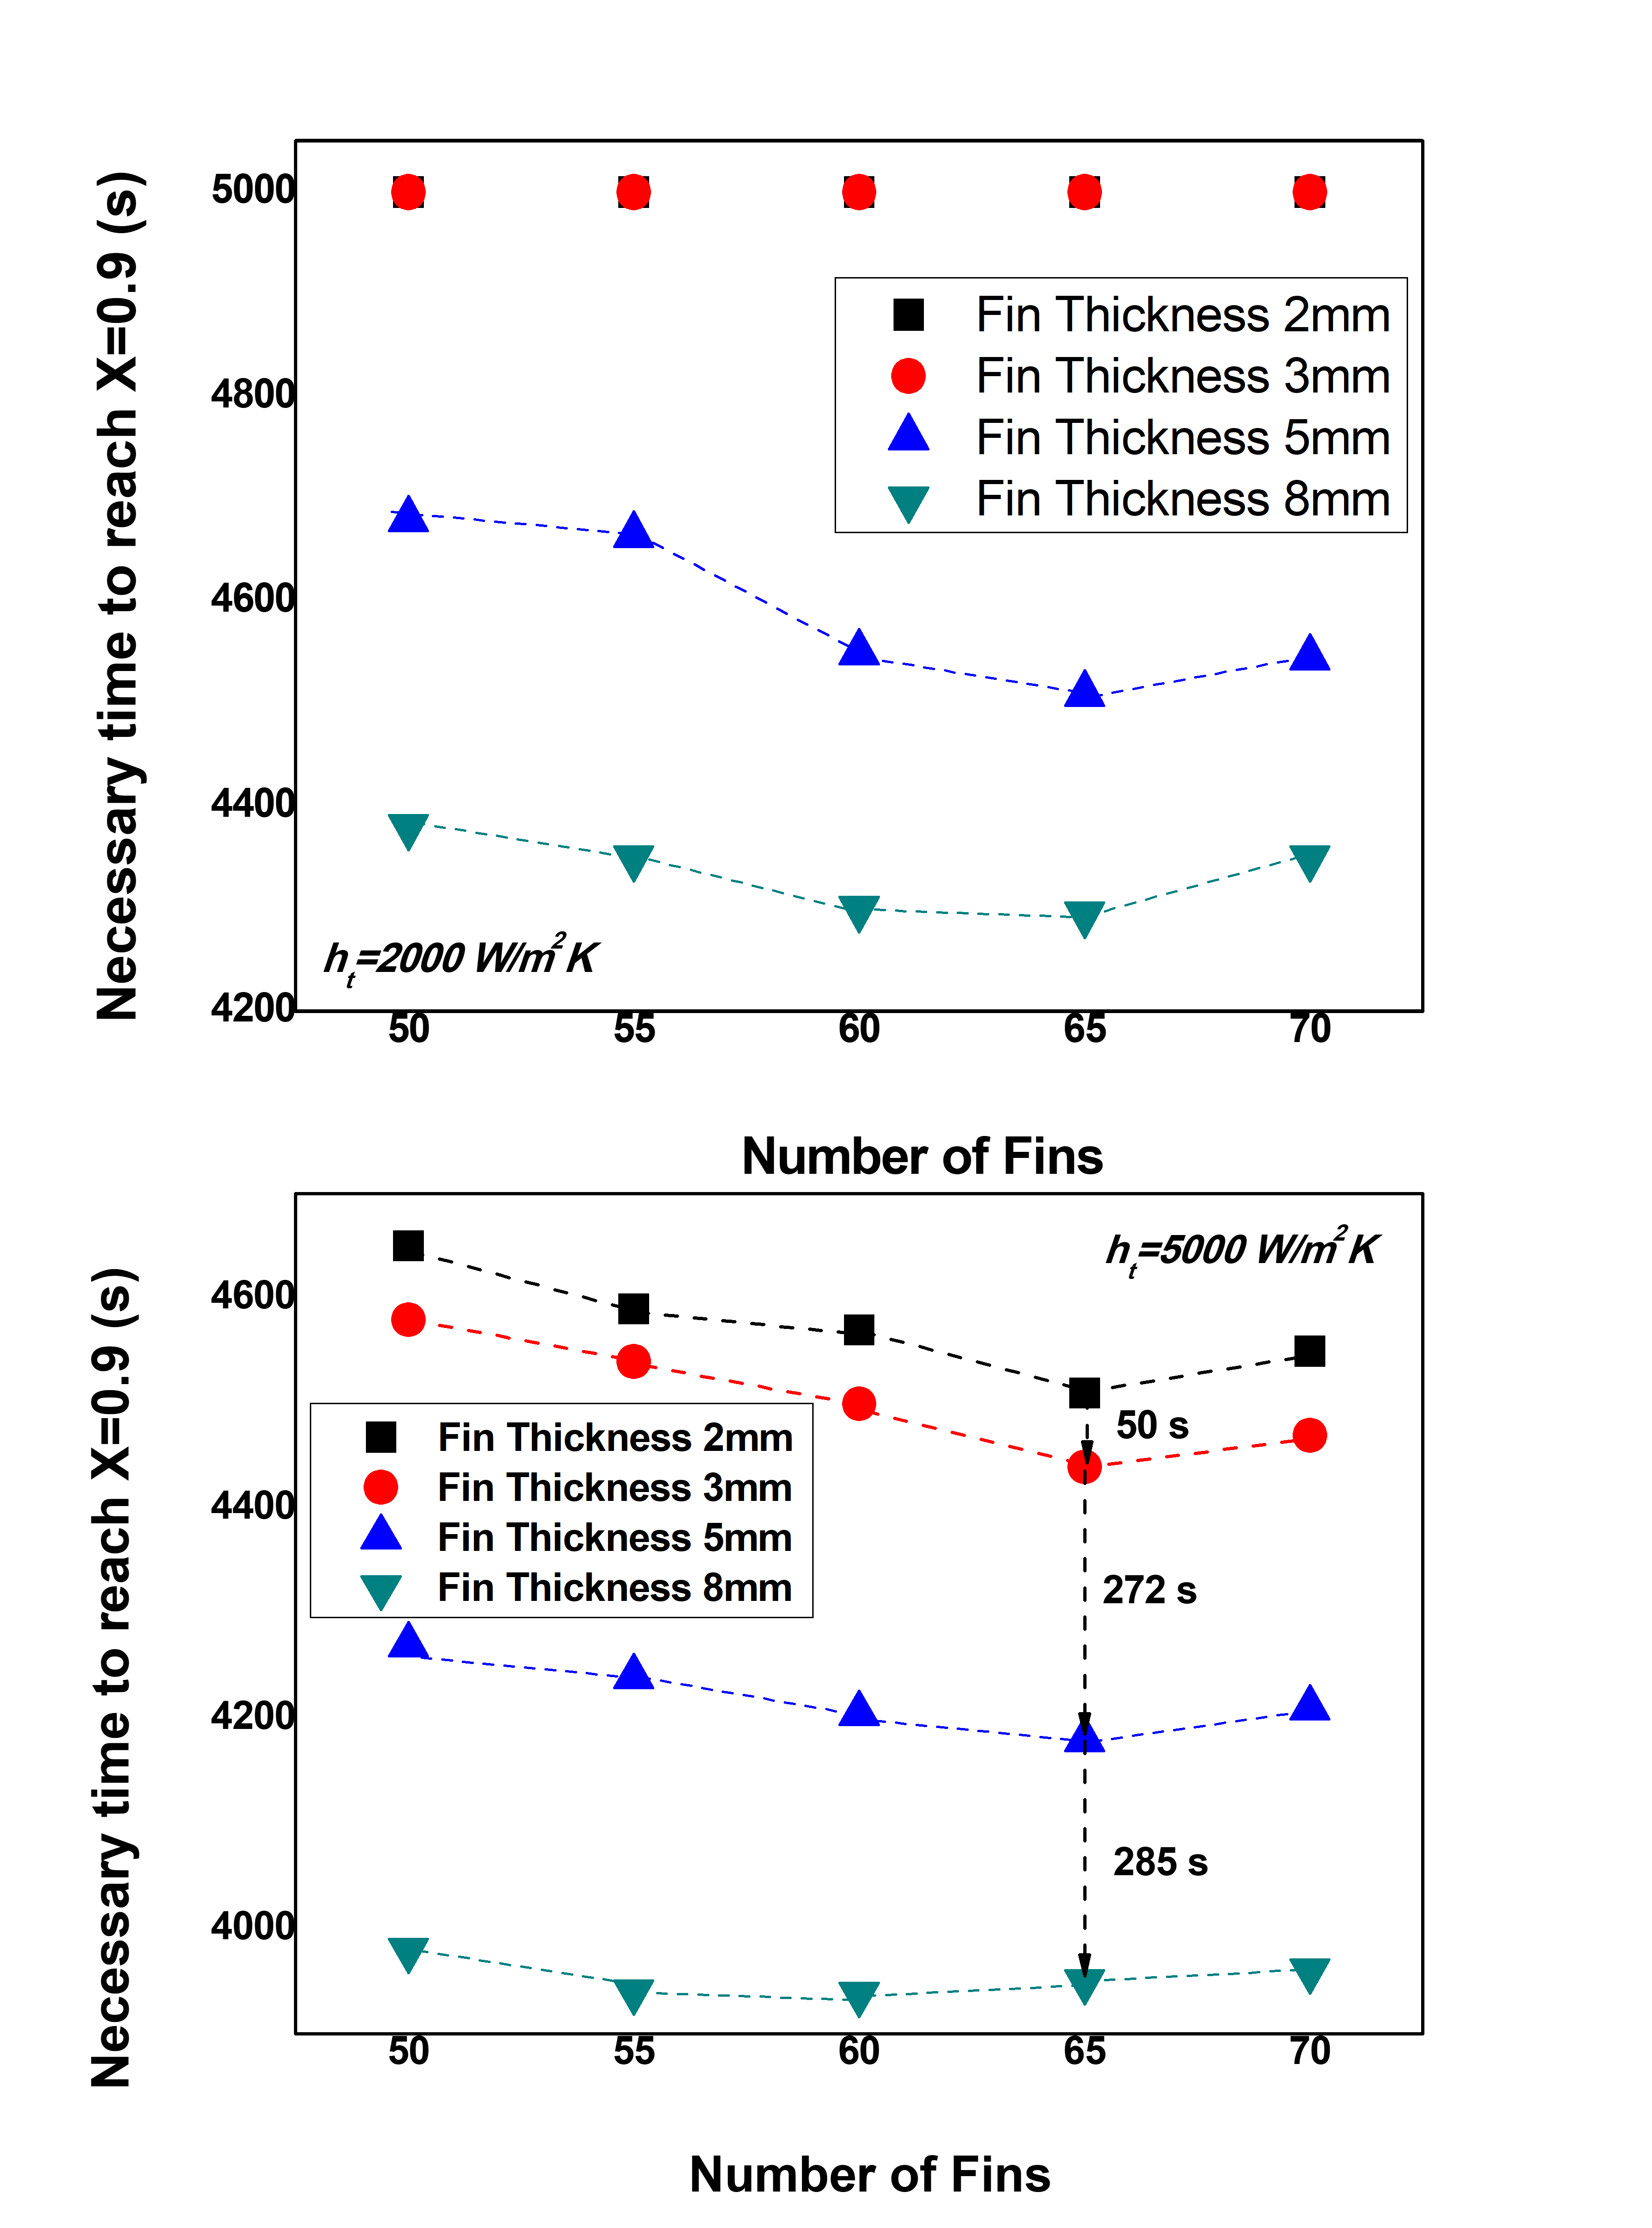 Necessary time to reach X=0.9 (s)
5000
4800
4600
4400
4200
Fin Thickness 2mm
Fin Thickness 3mm
Fin Thickness 5mm
Fin Thickness 8mm
hₜ=2000 W/m²K
50 55 60 65 70
Number of Fins
Necessary time to reach X=0.9 (s)
4600
4400
4200
4000
hₜ=5000 W/m²K
Fin Thickness 2mm
Fin Thickness 3mm
Fin Thickness 5mm
Fin Thickness 8mm
50 s
272 s
285 s
50 55 60 65 70
Number of Fins